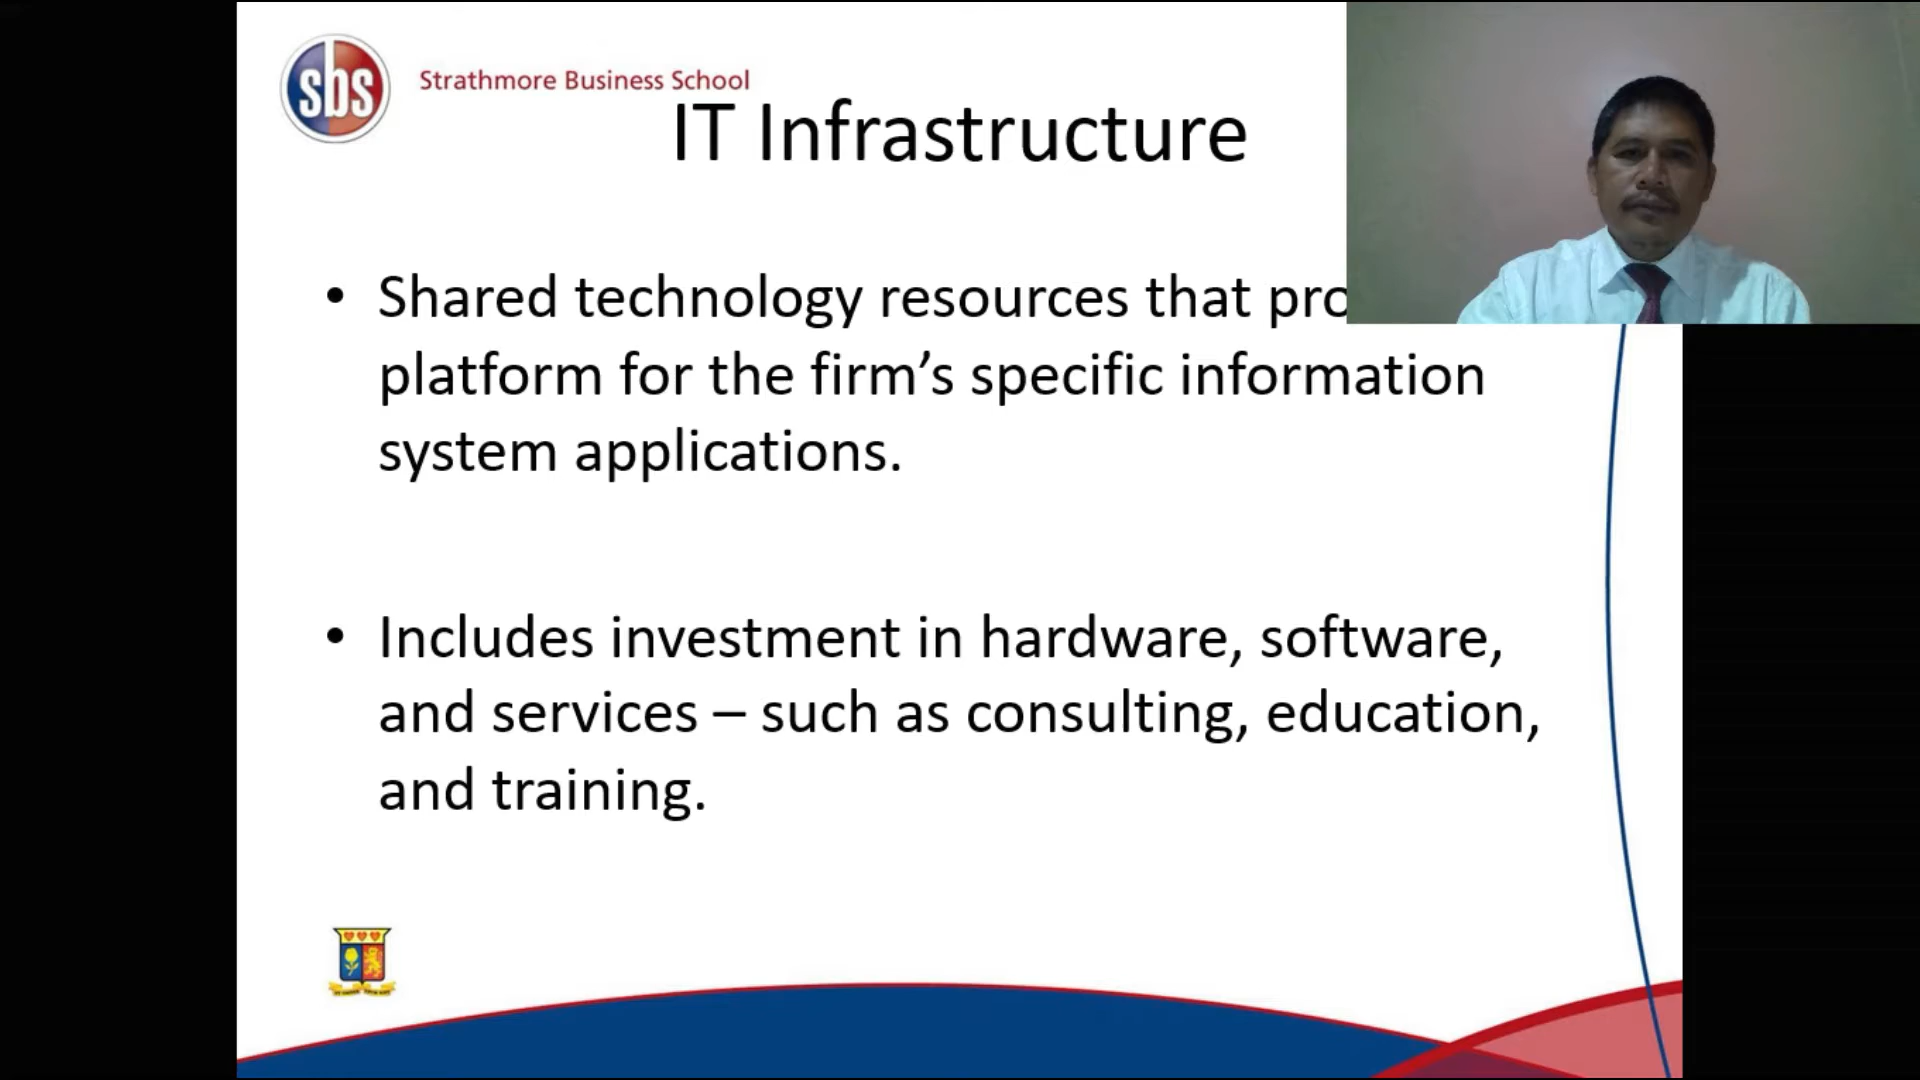 sbs
Strathmore Business School
IT Infrastructure
• Shared technology resources that pro
platform for the firm’s specific information
system applications.
• Includes investment in hardware, software,
and services – such as consulting, education,
and training.